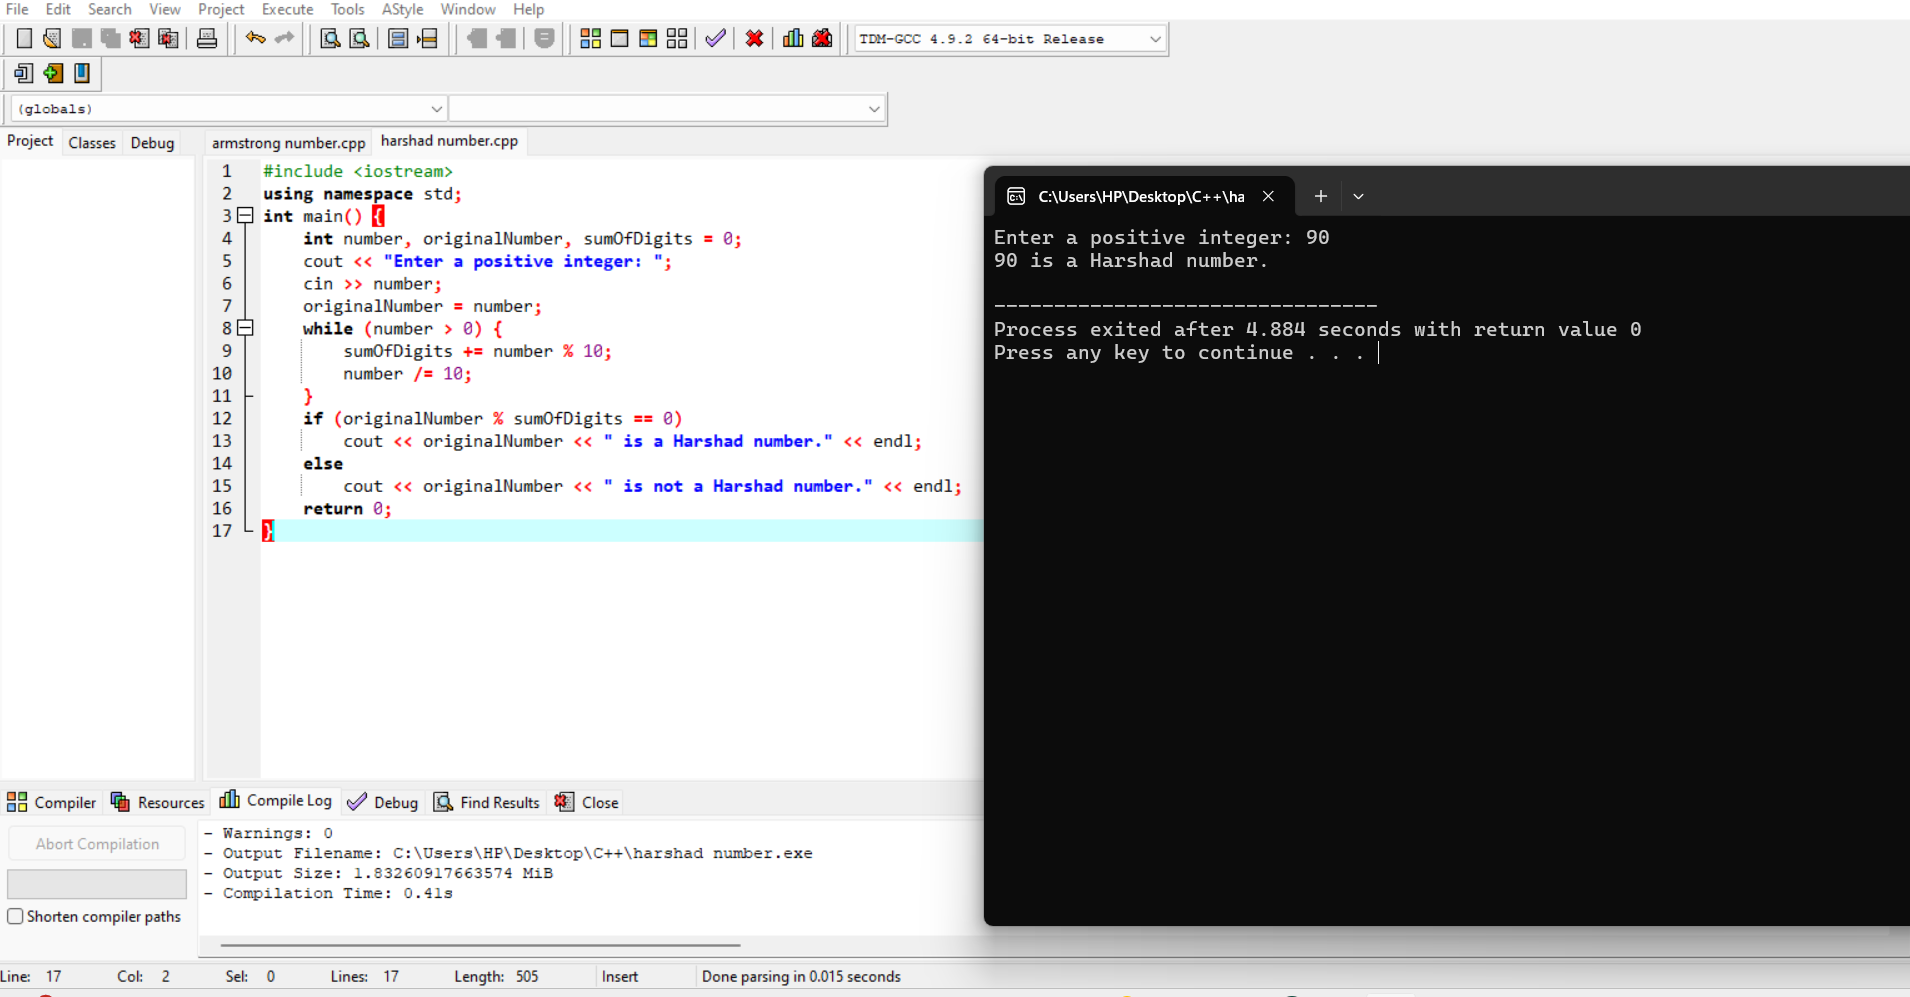 File Edit Search View Project Execute Tools AStyle Window Help
TDM-GCC 4.9.2 64-bit Release
(globals)
Project Classes Debug
armstrong number.cpp harshad number.cpp
1 #include <iostream>
2 using namespace std;
3 int main() {
4     int number, originalNumber, sumOfDigits = 0;
5     cout << "Enter a positive integer: ";
6     cin >> number;
7     originalNumber = number;
8     while (number > 0) {
9         sumOfDigits += number % 10;
10         number /= 10;
11     }
12     if (originalNumber % sumOfDigits == 0)
13         cout << originalNumber << " is a Harshad number." << endl;
14     else
15         cout << originalNumber << " is not a Harshad number." << endl;
16     return 0;
17 }
C:\Users\HP\Desktop\C++\ha
Enter a positive integer: 90
90 is a Harshad number.
--------------------------------
Process exited after 4.884 seconds with return value 0
Press any key to continue . . .
Compiler Resources Compile Log Debug Find Results Close
Abort Compilation
Shorten compiler paths
- Warnings: 0
- Output Filename: C:\Users\HP\Desktop\C++\harshad number.exe
- Output Size: 1.83260917663574 MiB
- Compilation Time: 0.41s
Line: 17 Col: 2 Sel: 0 Lines: 17 Length: 505 Insert Done parsing in 0.015 seconds